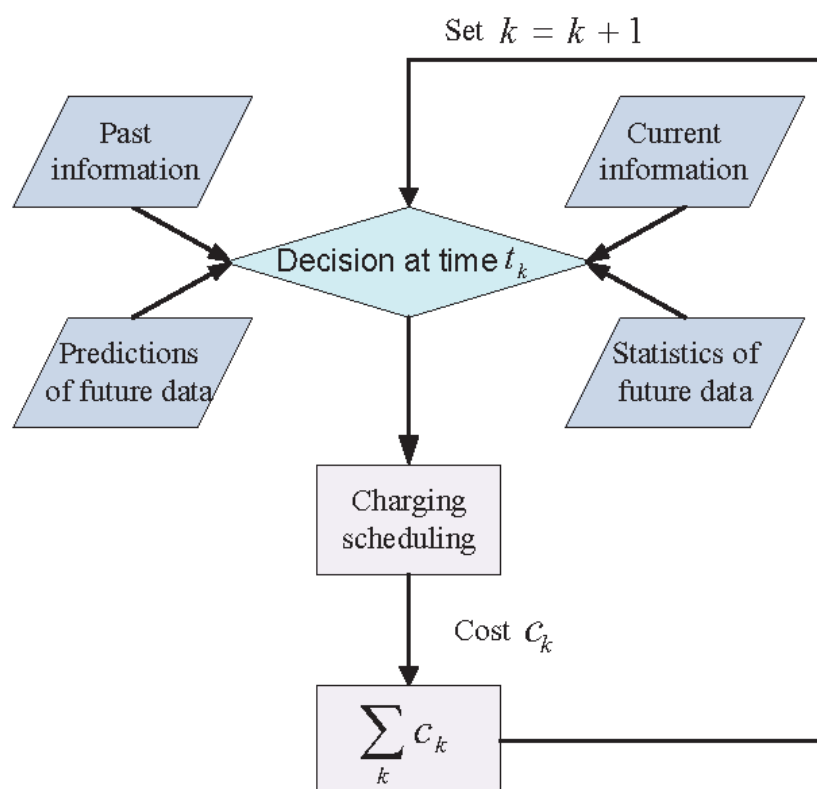 Set k = k + 1
Past
information
Current
information
Decision at time t_k
Predictions
of future data
Statistics of
future data
Charging
scheduling
Cost c_k
∑_k c_k